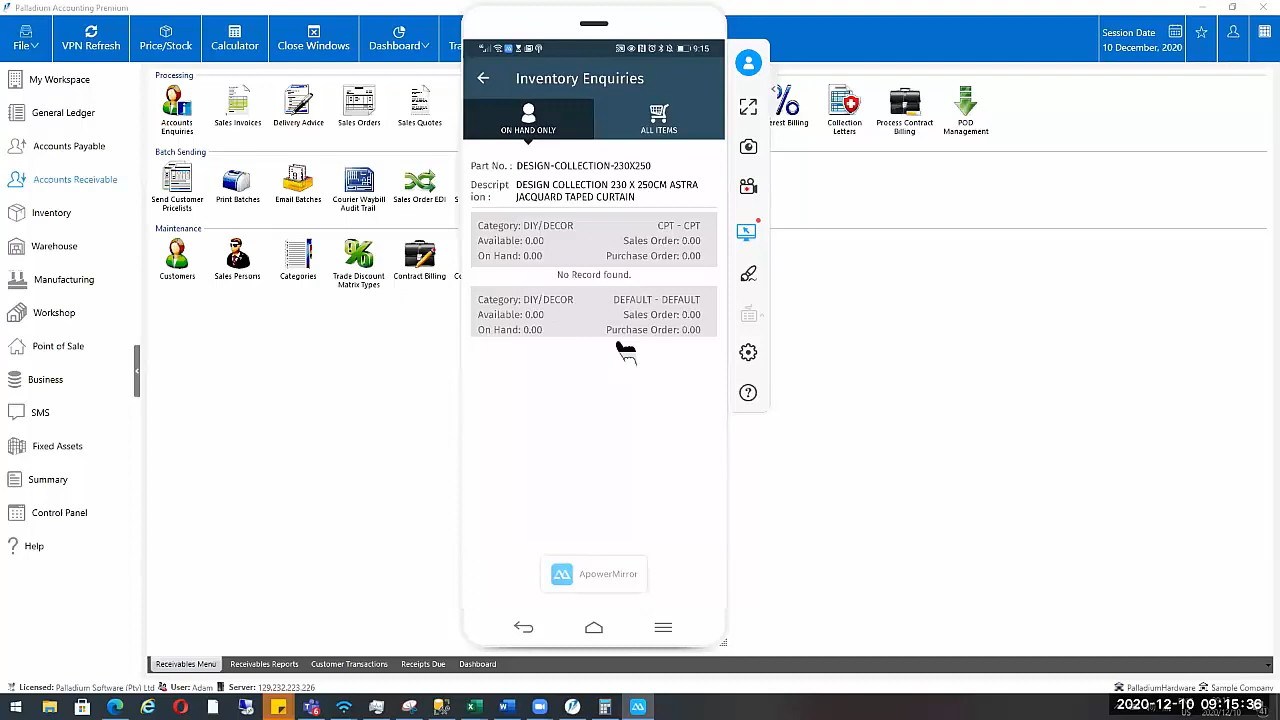 Palladium Accounting Premium
File
VPN Refresh
Price/Stock
Calculator
Close Windows
Dashboard
Tra
Session Date
10 December, 2020
My Workspace
General Ledger
Accounts Payable
Accounts Receivable
Inventory
Warehouse
Manufacturing
Workshop
Point of Sale
Business
SMS
Fixed Assets
Summary
Control Panel
Help
Processing
Accounts Enquiries
Sales Invoices
Delivery Advice
Sales Orders
Sales Quotes
Interest Billing
Collection Letters
Process Contract Billing
POD Management
Batch Sending
Send Customer Pricelists
Print Batches
Email Batches
Courier Waybill Audit Trail
Sales Order EDI
Maintenance
Customers
Sales Persons
Categories
Trade Discount Matrix Types
Contract Billing
9:15
Inventory Enquiries
ON HAND ONLY
ALL ITEMS
Part No. : DESIGN-COLLECTION-230X250
Descript ion : DESIGN COLLECTION 230 X 250CM ASTRA
JACQUARD TAPED CURTAIN
Category: DIY/DECOR CPT - CPT
Available: 0.00 Sales Order: 0.00
On Hand: 0.00 Purchase Order: 0.00
No Record found.
Category: DIY/DECOR DEFAULT - DEFAULT
Available: 0.00 Sales Order: 0.00
On Hand: 0.00 Purchase Order: 0.00
ApowerMirror
Receivables Menu
Receivables Reports
Customer Transactions
Receipts Due
Dashboard
Licensed: Palladium Software (Pty) Ltd
User: Adam
Server: 129.232.223.226
PalladiumHardware
Sample Company
2020-12-10 09:15:36